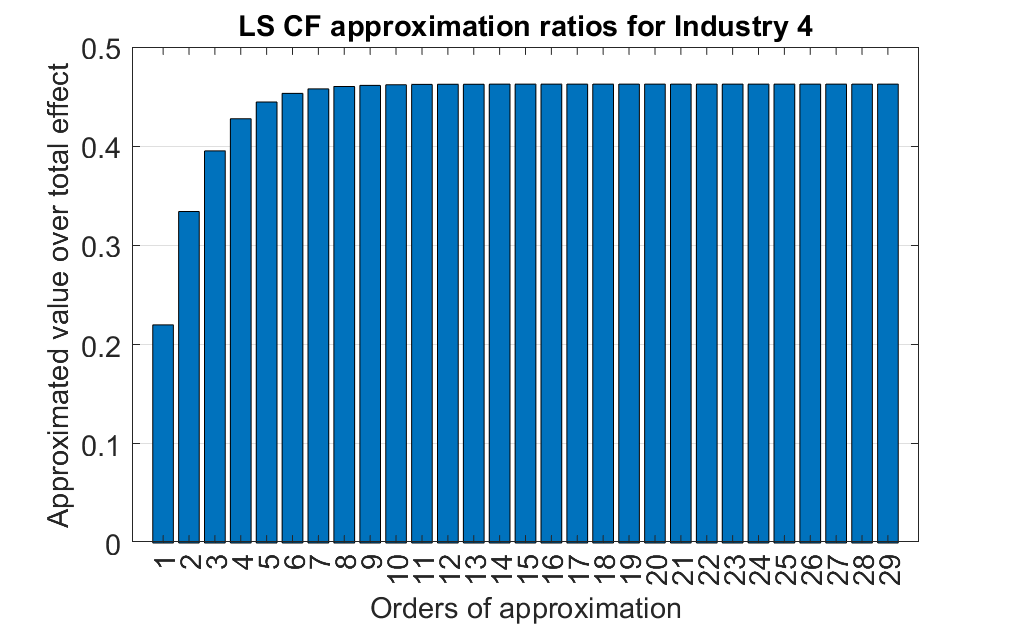 LS CF approximation ratios for Industry 4
Approximated value over total effect
0.5
0.4
0.3
0.2
0.1
0
1 2 3 4 5 6 7 8 9 10 11 12 13 14 15 16 17 18 19 20 21 22 23 24 25 26 27 28 29
Orders of approximation